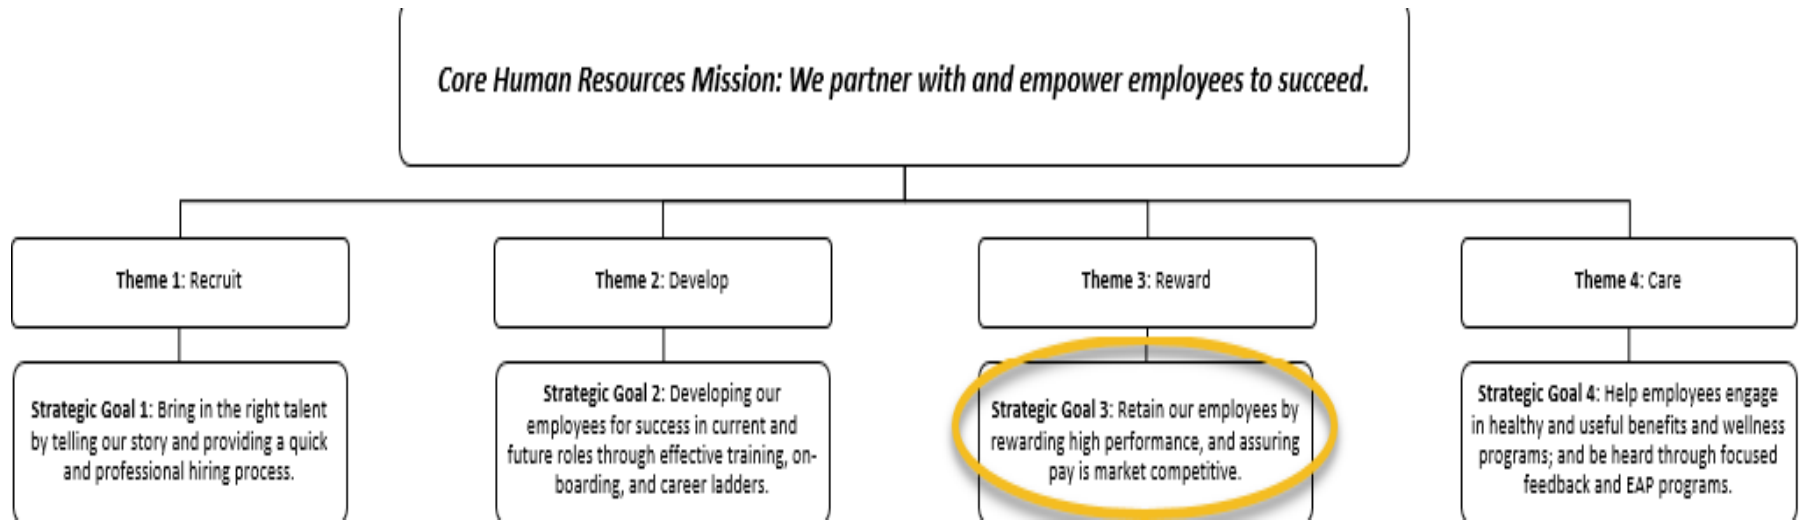 Core Human Resources Mission: We partner with and empower employees to succeed.
Theme 1: Recruit
Theme 2: Develop
Theme 3: Reward
Theme 4: Care
Strategic Goal 1: Bring in the right talent
by telling our story and providing a quick
and professional hiring process.
Strategic Goal 2: Developing our
employees for success in current and
future roles through effective training, on-
boarding, and career ladders.
Strategic Goal 3: Retain our employees by
rewarding high performance, and assuring
pay is market competitive.
Strategic Goal 4: Help employees engage
in healthy and useful benefits and wellness
programs; and be heard through focused
feedback and EAP programs.